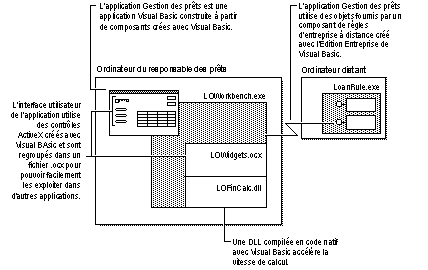 L'application Gestion des prêts est une
application Visual Basic construite à partir
de composants créées avec Visual Basic.
L'application Gestion des prêts
utilise des objets fournis par un
composant de règles
d'entreprise à distance créé
avec l'Edition Entreprise de
Visual Basic.
Ordinateur du responsable des prêts
Ordinateur distant
LOWorkbench.exe
LoanRule.exe
L'interface utilisateur
de l'application utilise
des contrôles
ActiveX créées avec
Visual BAsic et sont
regroupés dans un
fichier .ocx pour
pouvoir facilement
les exploiter dans
d'autres applications.
LOWidgets.ocx
LOFinCalc.dll
Une DLL compilée en code natif
avec Visual Basic accélère la
vitesse de calcul.